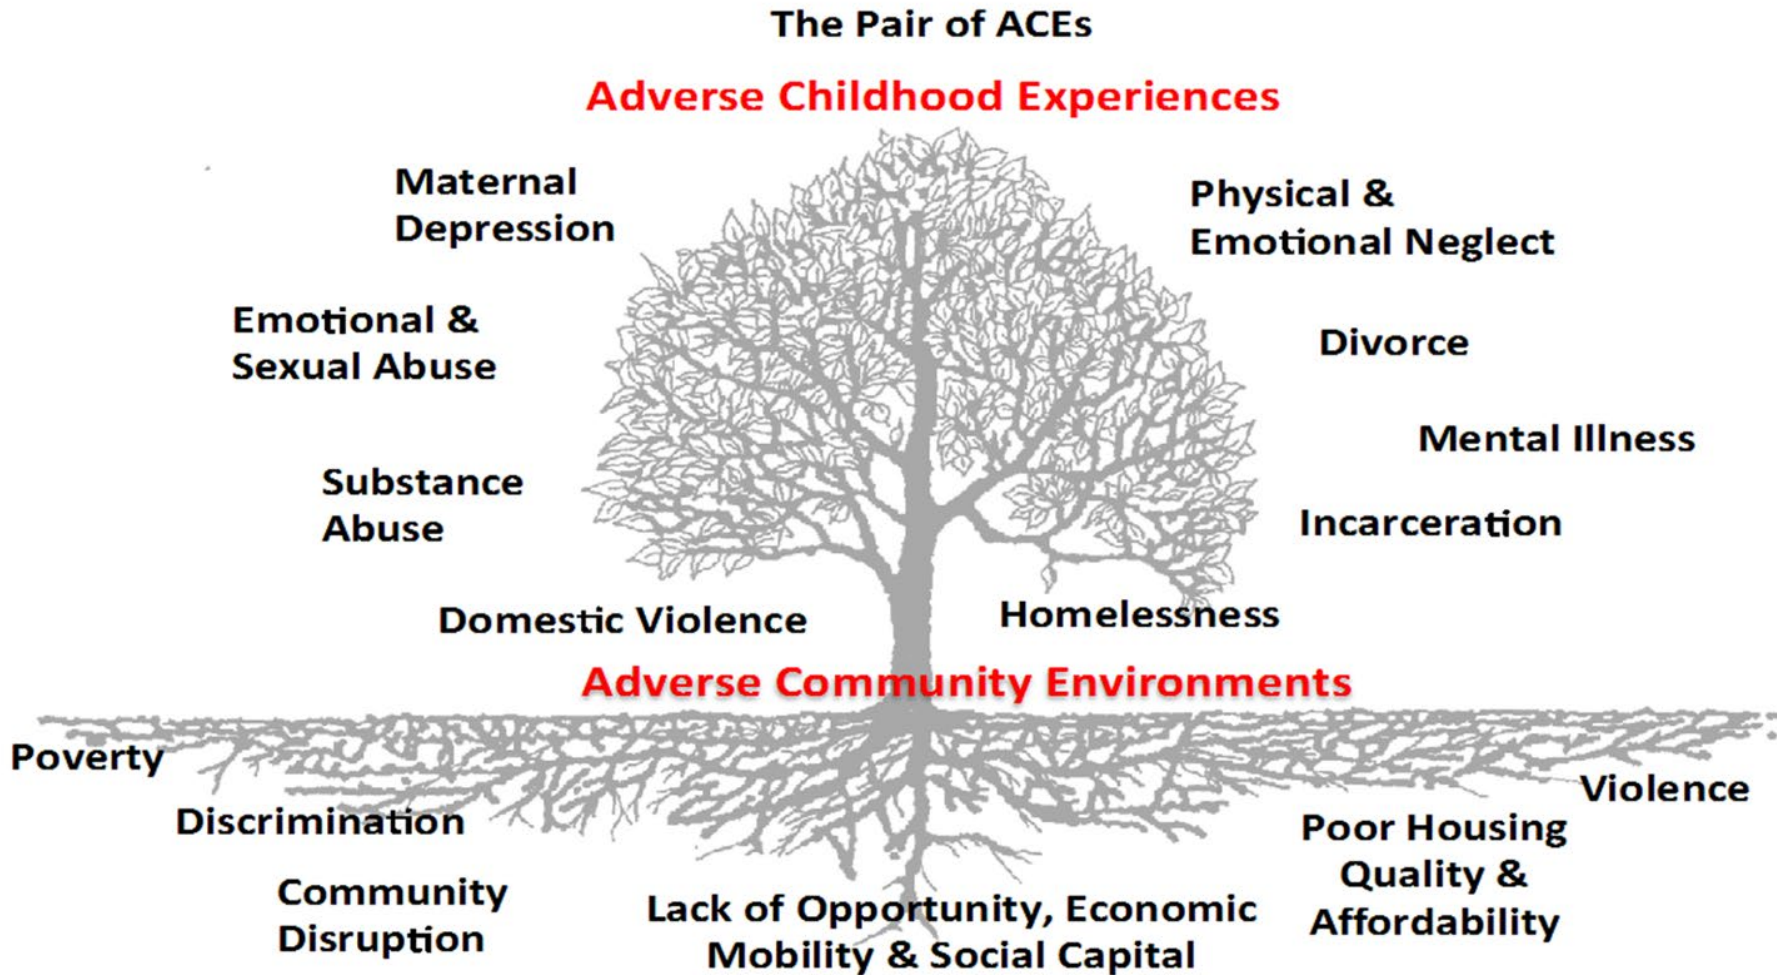 The Pair of ACEs
Adverse Childhood Experiences
Maternal
Depression
Physical &
Emotional Neglect
Emotional &
Sexual Abuse
Divorce
Mental Illness
Substance
Abuse
Incarceration
Domestic Violence
Homelessness
Adverse Community Environments
Poverty
Violence
Discrimination
Poor Housing
Quality &
Affordability
Community
Disruption
Lack of Opportunity, Economic
Mobility & Social Capital